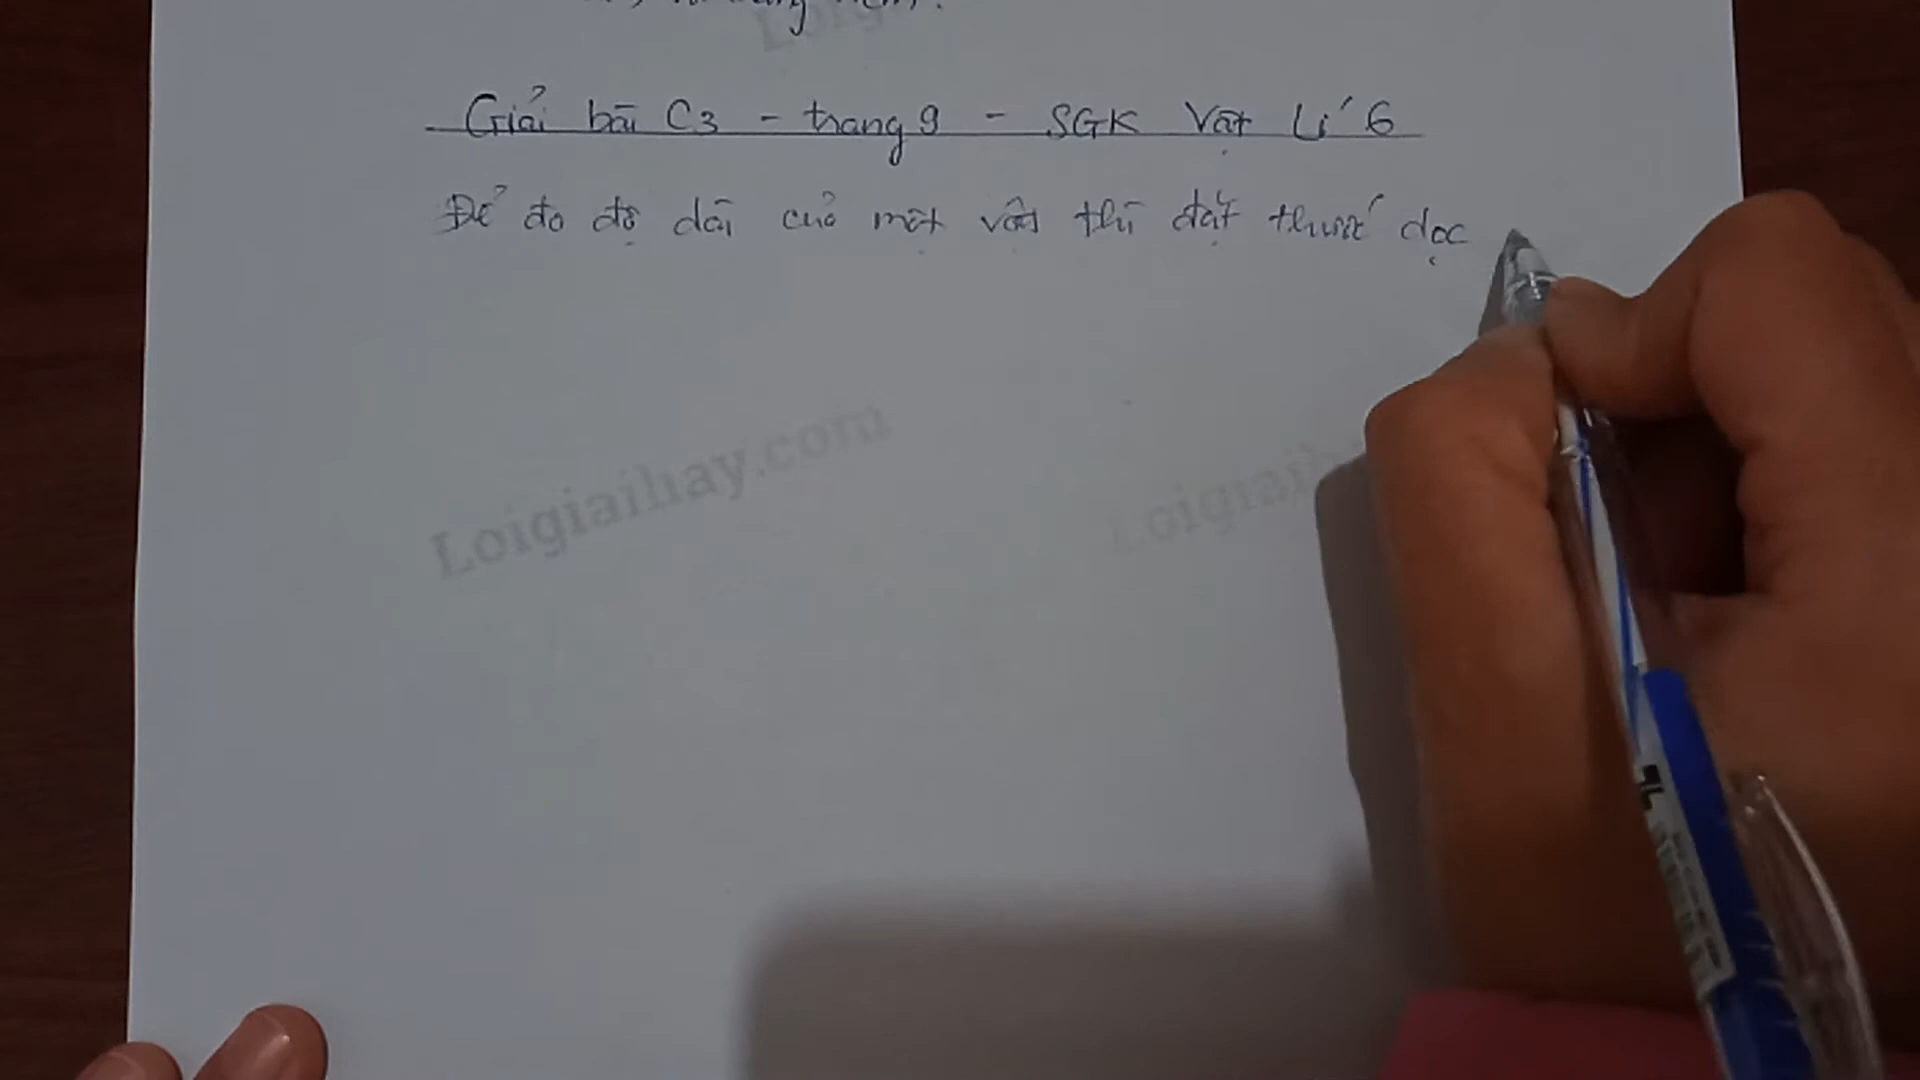 Giải bài C3 - trang 9 - SGK Vật Lí 6
Để đo độ dài của một vật thì đặt thước dọc
Loigiaihay.com
Loigiaih